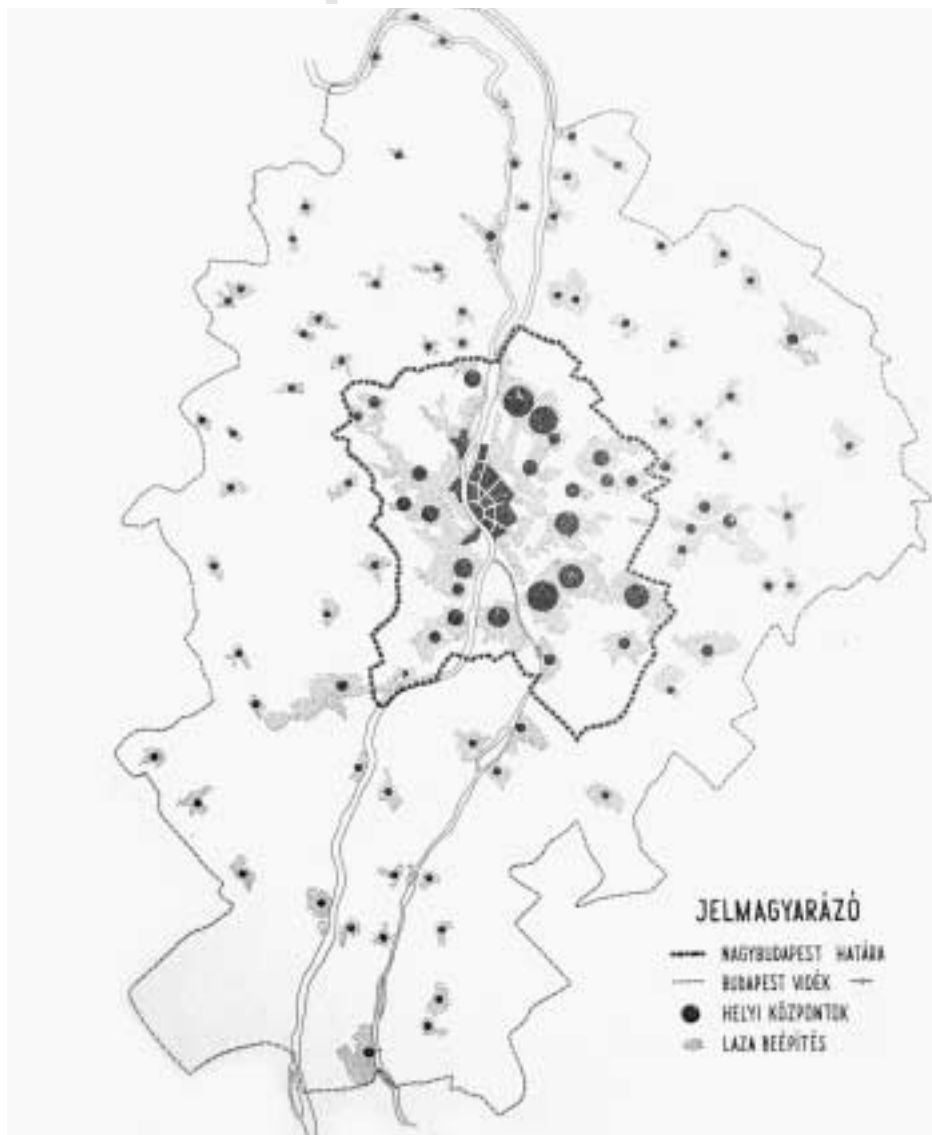 JELMAGYARÁZÓ
NAGYBUDAPEST HATÁRA
BUDAPEST VIDÉK
HELYI KÖZPONTOK
LAZA BEÉPÍTÉS